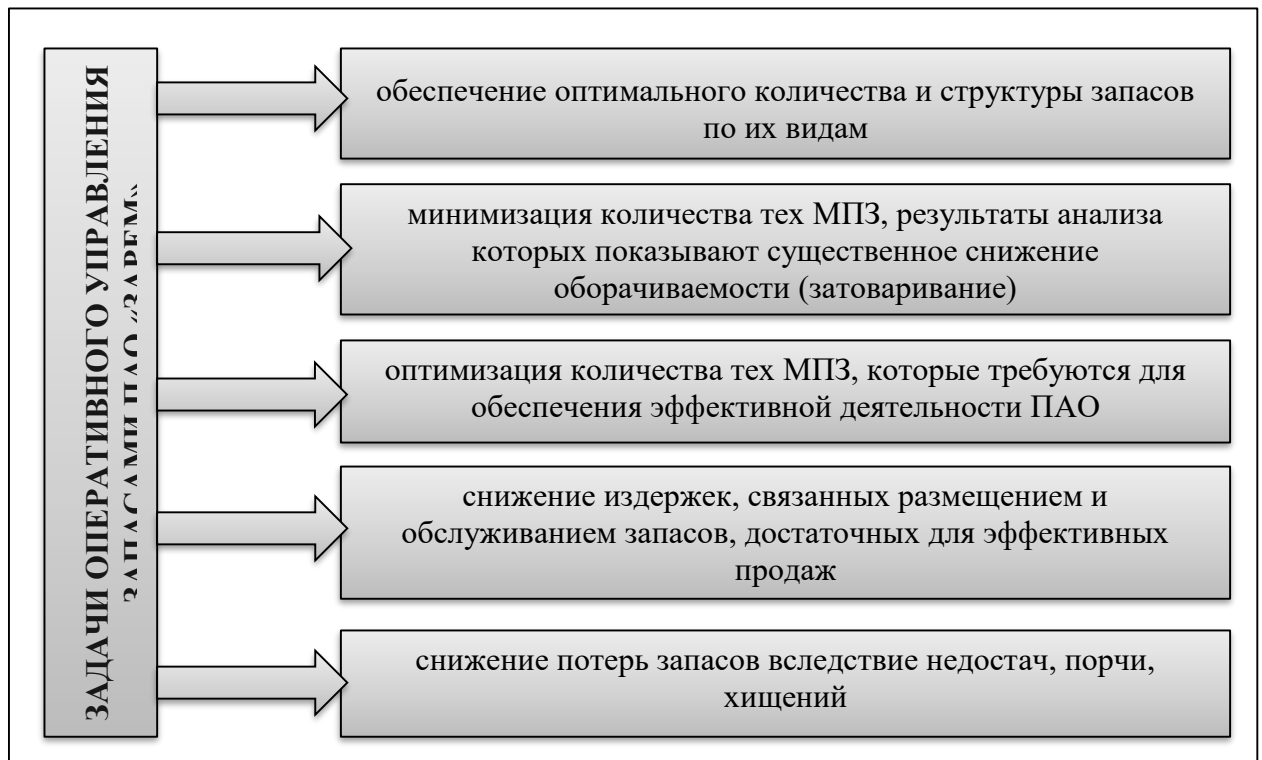 ЗАДАЧИ ОПЕРАТИВНОГО УПРАВЛЕНИЯ
ЗАПАСАМИ ПАО
обеспечение оптимального количества и структуры запасов
по их видам
минимизация количества тех МПЗ, результаты анализа
которых показывают существенное снижение
оборачиваемости (затоваривание)
оптимизация количества тех МПЗ, которые требуются для
обеспечения эффективной деятельности ПАО
снижение издержек, связанных размещением и
обслуживанием запасов, достаточных для эффективных
продаж
снижение потерь запасов вследствие недостач, порчи,
хищений